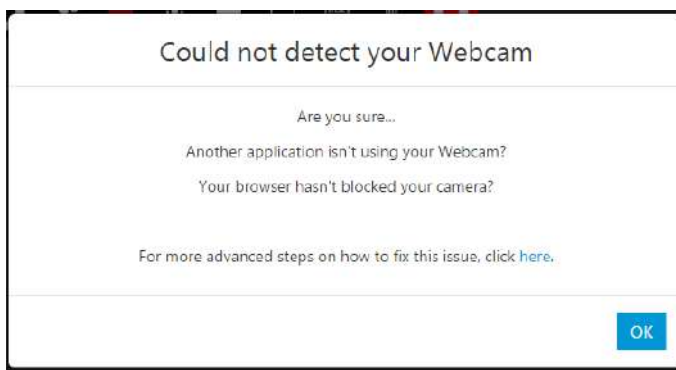 Could not detect your Webcam
Are you sure...
Another application isn't using your Webcam?
Your browser hasn't blocked your camera?
For more advanced steps on how to fix this issue, click here.
OK